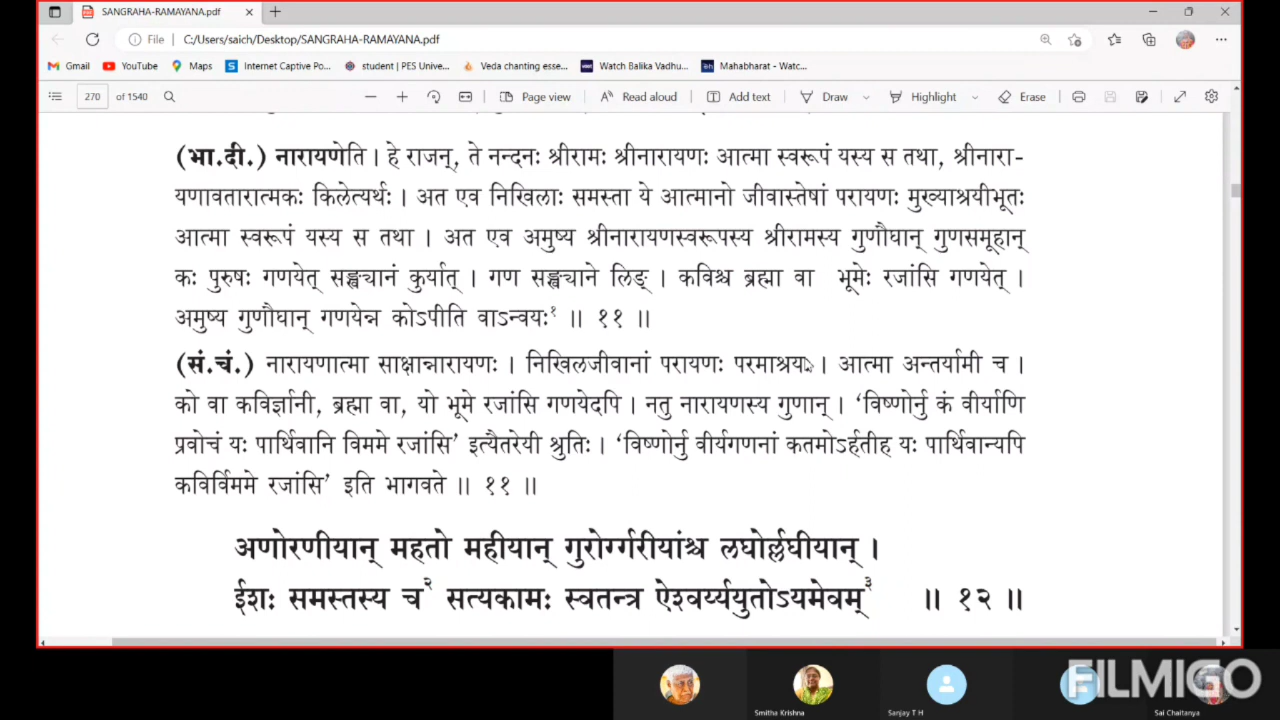 SANGRAHA-RAMAYANA.pdf
File C:/Users/saich/Desktop/SANGRAHA-RAMAYANA.pdf
Gmail YouTube Maps Internet Captive Po... student | PES Unive... Veda chanting esse... Watch Balika Vadhu... Mahabharat - Watc...
270 of 1540 Page view Read aloud Add text Draw Highlight Erase
(भा.दी.) नारायणेति । हे राजन्, ते नन्दनः श्रीरामः श्रीनारायणः आत्मा स्वरूपं यस्य स तथा, श्रीनारा-
यणावतारात्मकः किलेत्यर्थः । अत एव निखिलाः समस्ता ये आत्मानो जीवास्तेषां परायणः मुख्याश्रयीभूतः
आत्मा स्वरूपं यस्य स तथा । अत एव अमुष्य श्रीनारायणस्वरूपस्य श्रीरामस्य गुणौघान् गुणसमूहान्
कः पुरुषः गणयेत् सङ्ख्यानं कुर्यात् । गण सङ्ख्याने लिङ् । कविश्च ब्रह्मा वा भूमेः रजांसि गणयेत् ।
अमुष्य गुणौघान् गणयेन्न कोऽपीति वाऽन्वयः१ ॥ ११ ॥
(सं.चं.) नारायणात्मा साक्षान्नारायणः । निखिलजीवानां परायणः परमाश्रयः । आत्मा अन्तर्यामी च ।
को वा कविर्ज्ञानी, ब्रह्मा वा, यो भूमे रजांसि गणयेदपि । नतु नारायणस्य गुणान् । ‘विष्णोर्नु कं वीर्याणि
प्रवोचं यः पार्थिवानि विममे रजांसि’ इत्यैतरेयी श्रुतिः । ‘विष्णोर्नु वीर्यगणनां कतमोऽर्हतीह यः पार्थिवान्यपि
कविर्विममे रजांसि’ इति भागवते ॥ ११ ॥
अणोरणीयान् महतो महीयान् गुरोर्ग्गरीयांश्च लघोर्ल्लघीयान् ।
ईशः समस्तस्य च२ सत्यकामः स्वतन्त्र ऐश्वर्य्ययुतोऽयमेवम्३ ॥ १२ ॥
Smitha Krishna Sanjay T H Sai Chaitanya
FILMIGO